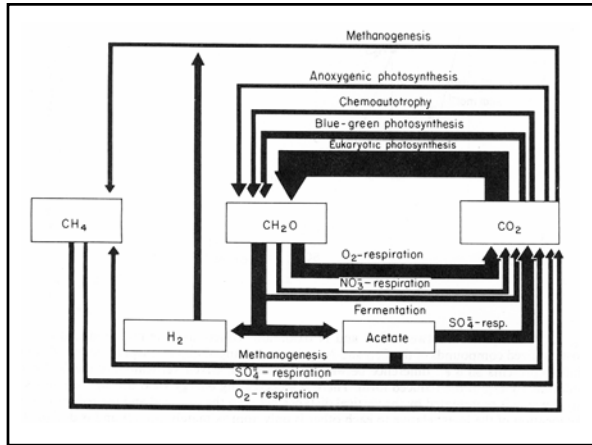 Methanogenesis
Anoxygenic photosynthesis
Chemoautotrophy
Blue-green photosynthesis
Eukaryotic photosynthesis
CH₄
CH₂O
CO₂
O₂-respiration
NO₃⁻-respiration
Fermentation
H₂
Acetate
SO₄⁼-resp.
Methanogenesis
SO₄⁼-respiration
O₂-respiration